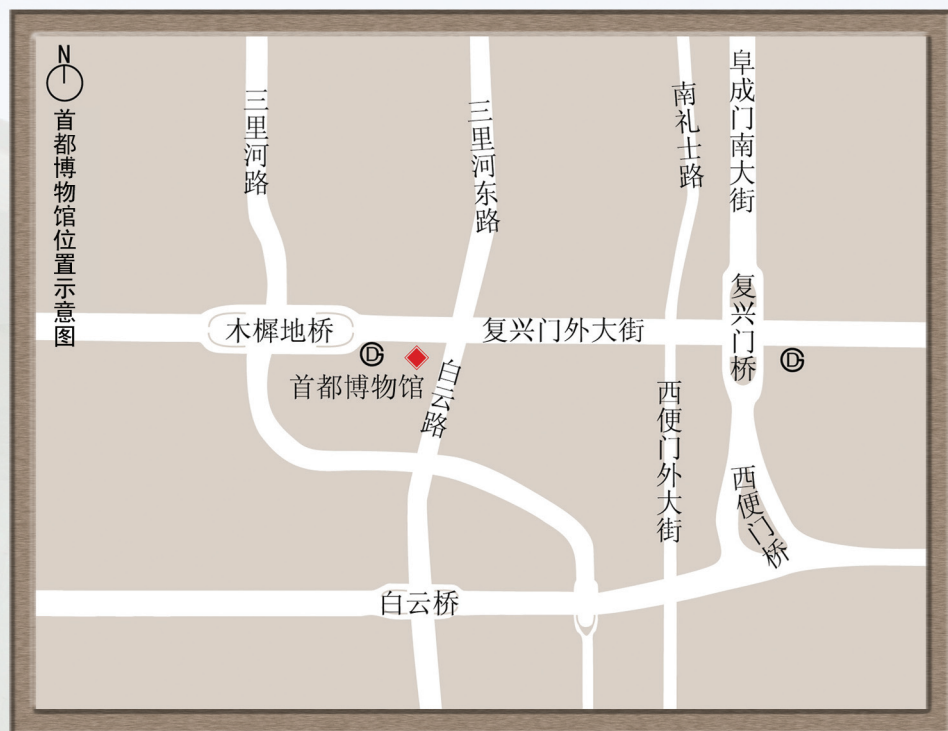 N
首都博物馆位置示意图
三里河路
三里河东路
南礼士路
阜成门南大街
木樨地桥
复兴门外大街
复兴门桥
首都博物馆
白云路
西便门外大街
西便门桥
白云桥